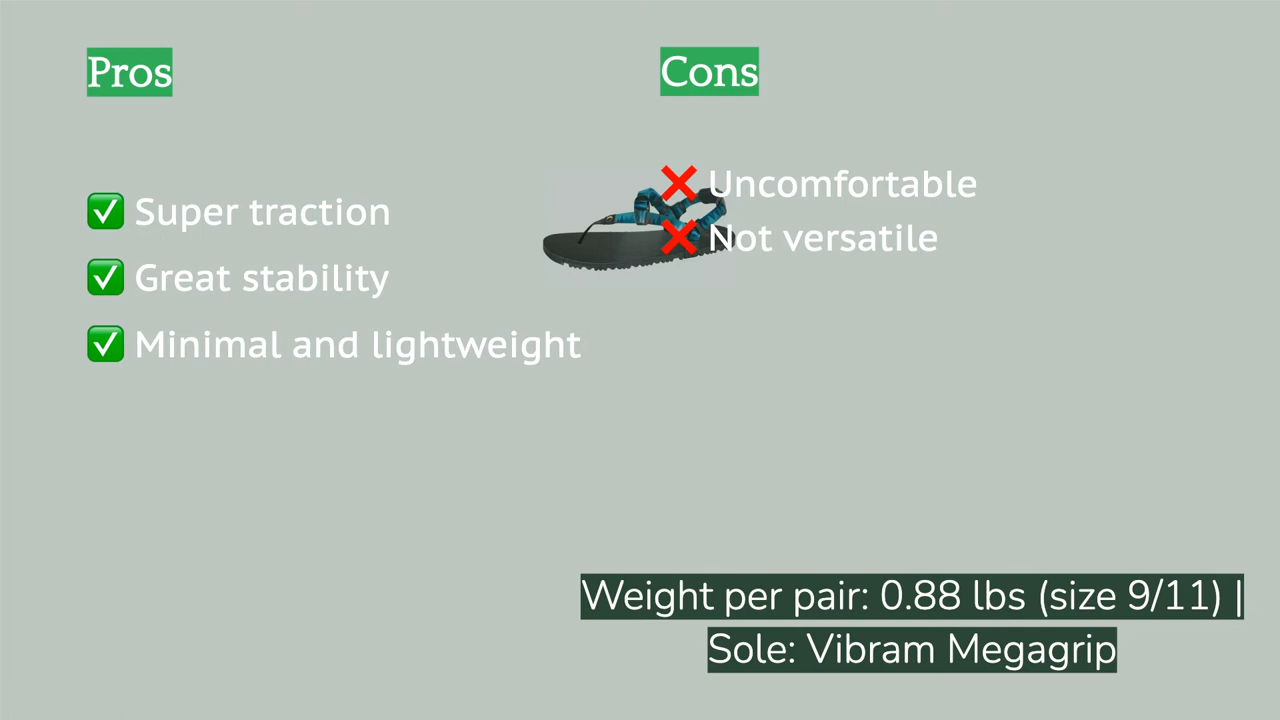 Pros
✅ Super traction
✅ Great stability
✅ Minimal and lightweight
Cons
❌ Uncomfortable
❌ Not versatile
Weight per pair: 0.88 lbs (size 9/11) |
Sole: Vibram Megagrip